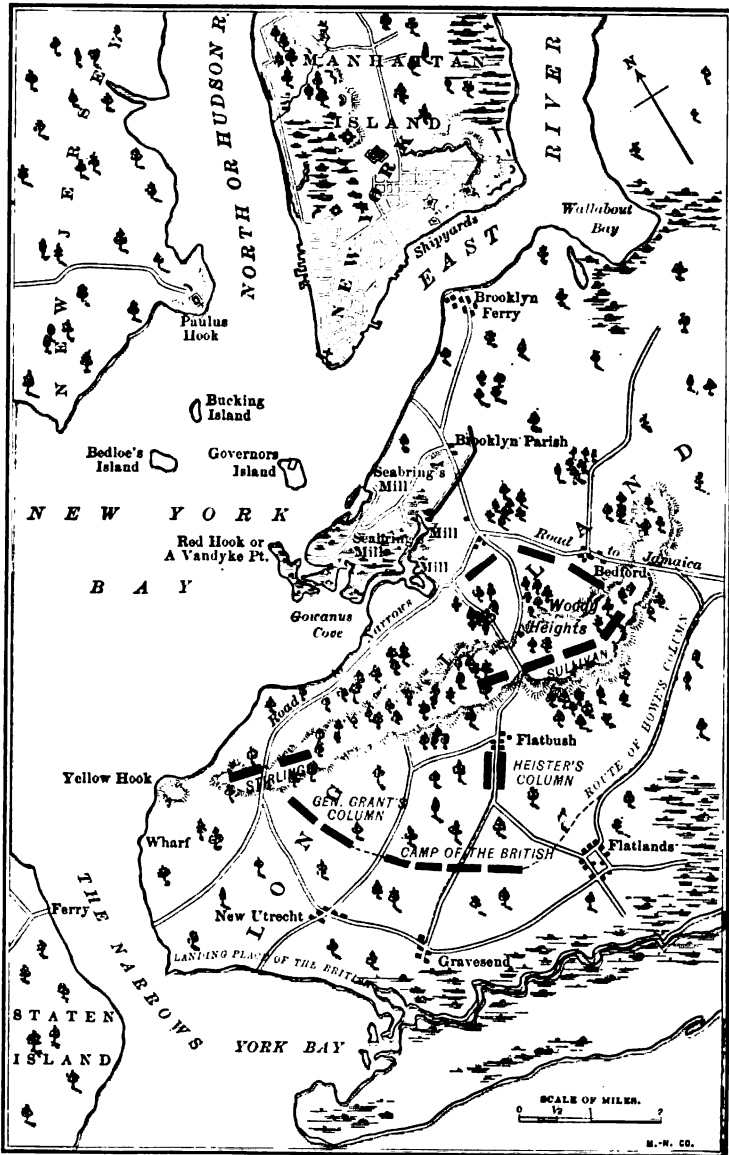 NEW JERSEY
NORTH OR HUDSON R.
MANHATTAN
ISLAND
NEW YORK
EAST
RIVER
N
Shipyards
Wallabout
Bay
Paulus
Hook
Brooklyn
Ferry
Bucking
Island
Bedloe's
Island
Governors
Island
Brooklyn Parish
Seabring's
Mill
NEW YORK
BAY
Red Hook or
A Vandyke Pt.
Seabring's
Mill
Mill
Mill
Gowanus
Cove
Road to Jamaica
Bedford
Woody
Heights
SULLIVAN
Road
Narrows
LONG ISLAND
Flatbush
HEISTER'S
COLUMN
ROUTE OF HOWE'S COLUMN
Yellow Hook
STIRLING
GEN. GRANT'S
COLUMN
CAMP OF THE BRITISH
Wharf
Flatlands
Ferry
New Utrecht
THE NARROWS
Gravesend
LANDING PLACE OF THE BRITISH
STATEN
ISLAND
YORK BAY
SCALE OF MILES.
0 ½ 1 2
M.-N. CO.